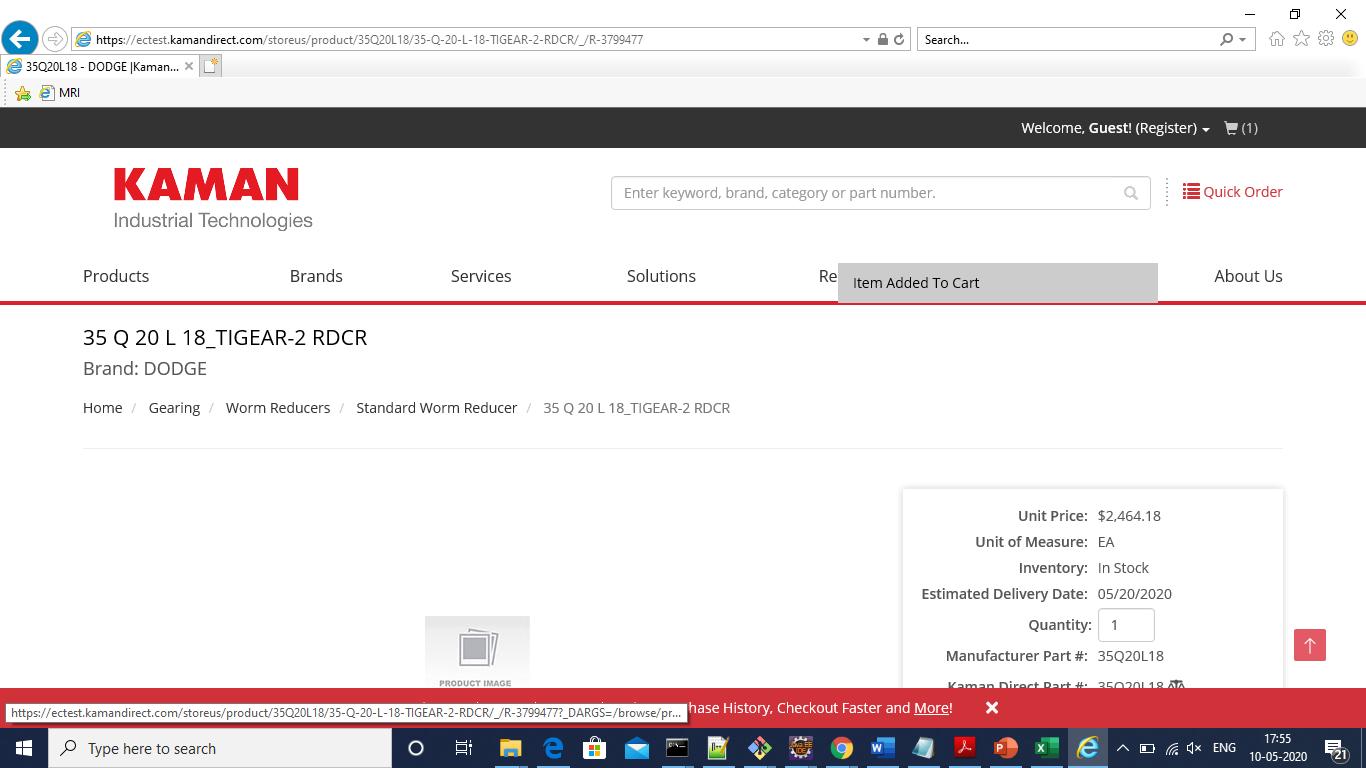 https://ectest.kamandirect.com/storeus/product/35Q20L18/35-Q-20-L-18-TIGEAR-2-RDCR/_/R-3799477
Search...
35Q20L18 - DODGE |Kaman...
MRI
Welcome, Guest! (Register)
(1)
KAMAN
Industrial Technologies
Enter keyword, brand, category or part number.
Quick Order
Products
Brands
Services
Solutions
Re
Item Added To Cart
About Us
35 Q 20 L 18_TIGEAR-2 RDCR
Brand: DODGE
Home / Gearing / Worm Reducers / Standard Worm Reducer / 35 Q 20 L 18_TIGEAR-2 RDCR
Unit Price: $2,464.18
Unit of Measure: EA
Inventory: In Stock
Estimated Delivery Date: 05/20/2020
Quantity: 1
Manufacturer Part #: 35Q20L18
Kaman Direct Part #: 35Q20L18
PRODUCT IMAGE
chase History, Checkout Faster and More!
https://ectest.kamandirect.com/storeus/product/35Q20L18/35-Q-20-L-18-TIGEAR-2-RDCR/_/R-3799477?_DARGS=/browse/pr...
Type here to search
ENG
17:55
10-05-2020
21